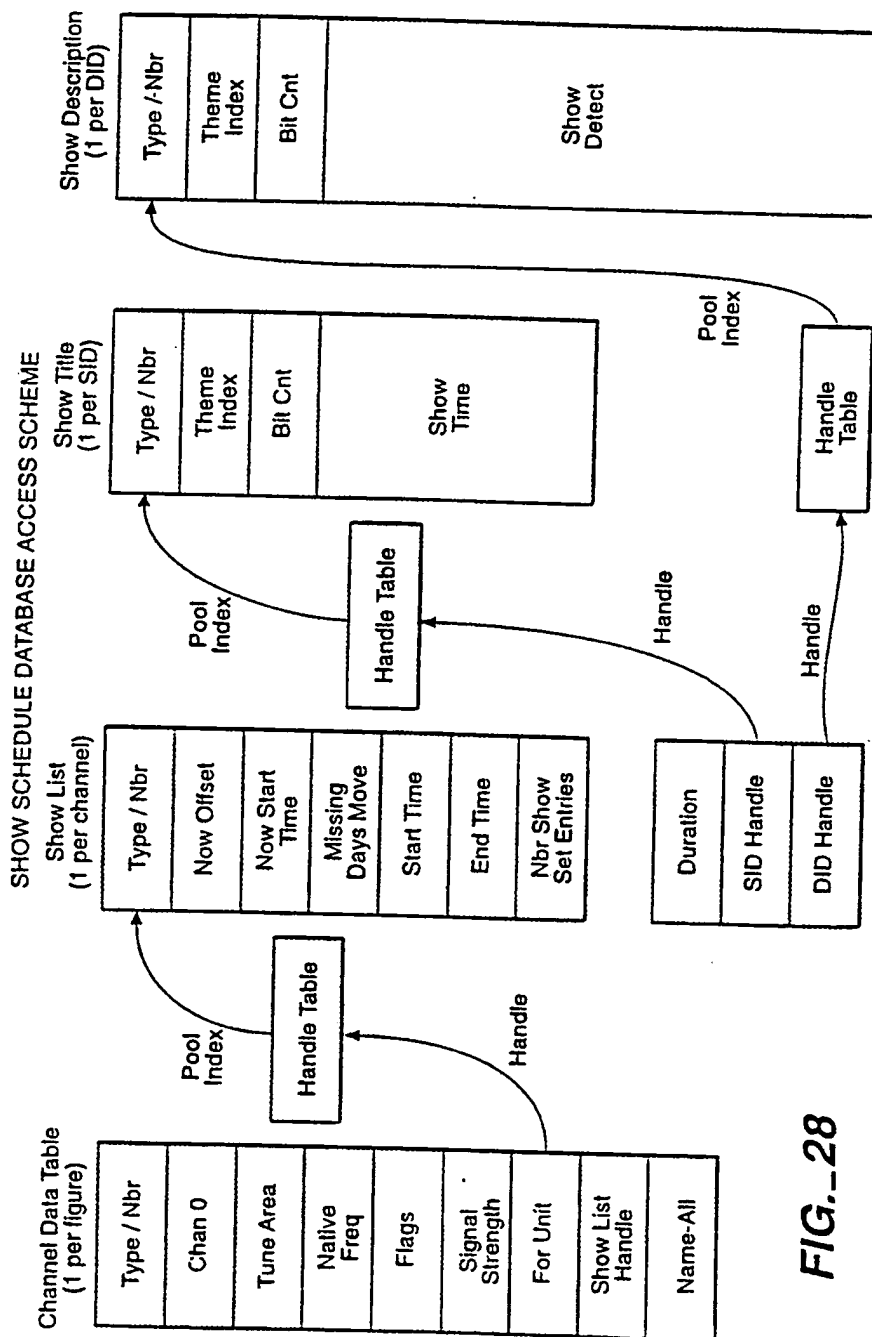 SHOW SCHEDULE DATABASE ACCESS SCHEME
Channel Data Table
(1 per figure)
Type / Nbr
Chan 0
Tune Area
Native
Freq
Flags
Signal
Strength
For Unit
Show List
Handle
Name-All
Handle
Handle Table
Pool
Index
Show List
(1 per channel)
Type / Nbr
Now Offset
Now Start
Time
Missing
Days Move
Start Time
End Time
Nbr Show
Set Entries
Duration
SID Handle
DID Handle
Handle
Handle Table
Pool
Index
Show Title
(1 per SID)
Type / Nbr
Theme
Index
Bit Cnt
Show
Time
Handle
Handle
Table
Pool
Index
Show Description
(1 per DID)
Type /-Nbr
Theme
Index
Bit Cnt
Show
Detect
FIG._28